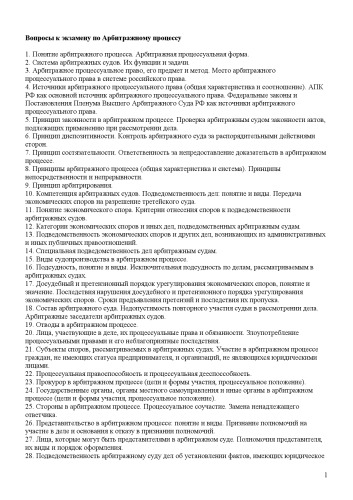 Вопросы к экзамену по Арбитражному процессу
1. Понятие арбитражного процесса. Арбитражная процессуальная форма.
2. Система арбитражных судов. Их функции и задачи.
3. Арбитражное процессуальное право, его предмет и метод. Место арбитражного
процессуального права в системе российского права.
4. Источники арбитражного процессуального права (общая характеристика и соотношение). АПК
РФ как основной источник арбитражного процессуального права. Федеральные законы и
Постановления Пленума Высшего Арбитражного Суда РФ как источники арбитражного
процессуального права.
5. Принцип законности в арбитражном процессе. Проверка арбитражным судом законности актов,
подлежащих применению при рассмотрении дела.
6. Принцип диспозитивности. Контроль арбитражного суда за распорядительными действиями
сторон.
7. Принцип состязательности. Ответственность за непредоставление доказательств в арбитражном
процессе.
8. Принципы арбитражного процесса (общая характеристика и система). Принципы
непосредственности и непрерывности.
9. Принцип арбитрирования.
10. Компетенция арбитражных судов. Подведомственность дел: понятие и виды. Передача
экономических споров на разрешение третейского суда.
11. Понятие экономического спора. Критерии отнесения споров к подведомственности
арбитражных судов.
12. Категории экономических споров и иных дел, подведомственных арбитражным судам.
13. Подведомственность экономических споров и других дел, возникающих из административных
и иных публичных правоотношений.
14. Специальная подведомственность дел арбитражным судам.
15. Виды судопроизводства в арбитражном процессе.
16. Подсудность, понятие и виды. Исключительная подсудность по делам, рассматриваемым в
арбитражных судах.
17. Досудебный и претензионный порядок урегулирования экономических споров, понятие и
значение. Последствия нарушения досудебного и претензионного порядка урегулирования
экономических споров. Сроки предъявления претензий и последствия их пропуска.
18. Состав арбитражного суда. Недопустимость повторного участия судьи в рассмотрении дела.
Арбитражные заседатели арбитражных судов.
19. Отводы в арбитражном процессе.
20. Лица, участвующие в деле, их процессуальные права и обязанности. Злоупотребление
процессуальными правами и его неблагоприятные последствия.
21. Субъекты споров, рассматриваемых в арбитражных судах. Участие в арбитражном процессе
граждан, не имеющих статуса предпринимателя, и организаций, не являющихся юридическими
лицами.
22. Процессуальная правоспособность и процессуальная дееспособность.
23. Прокурор в арбитражном процессе (цели и формы участия, процессуальное положение).
24. Государственные органы, органы местного самоуправления и иные органы в арбитражном
процессе (цели и формы участия, процессуальное положение).
25. Стороны в арбитражном процессе. Процессуальное соучастие. Замена ненадлежащего
ответчика.
26. Представительство в арбитражном процессе: понятие и виды. Признание полномочий на
участие в деле и основания к отказу в признании полномочий.
27. Лица, которые могут быть представителями в арбитражном суде. Полномочия представителя,
их виды и порядок оформления.
28. Подведомственность арбитражному суду дел об установлении фактов, имеющих юридическое
1